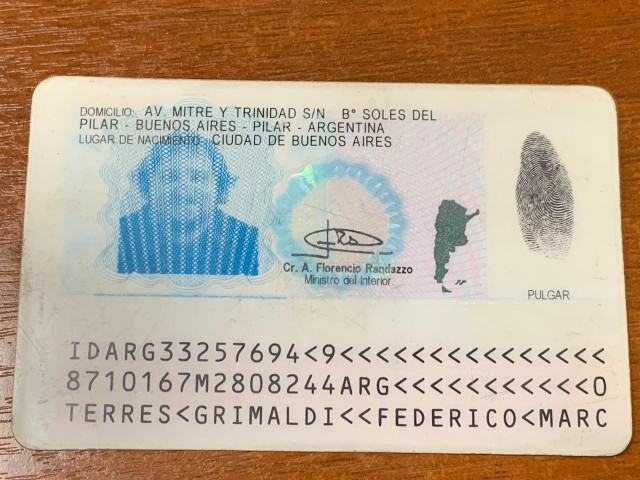 DOMICILIO: AV. MITRE Y TRINIDAD S/N B° SOLES DEL
PILAR - BUENOS AIRES - PILAR - ARGENTINA
LUGAR DE NACIMIENTO: CIUDAD DE BUENOS AIRES
Cr. A. Florencio Randazzo
Ministro del Interior
PULGAR
IDARG33257694<9<<<<<<<<<<<<<<<
8710167M2808244ARG<<<<<<<<<<<0
TERRES<GRIMALDI<<FEDERICO<MARC